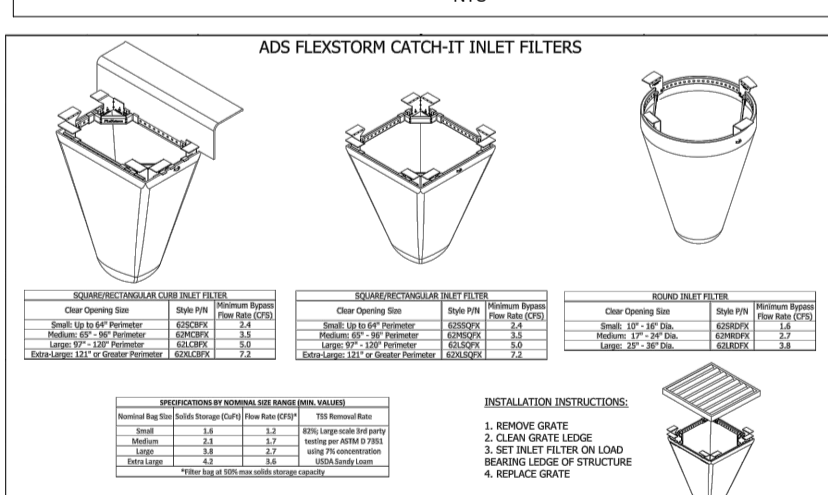 ADS FLEXSTORM CATCH-IT INLET FILTERS
SQUARE/RECTANGULAR CURB INLET FILTER
Clear Opening Size Style P/N Minimum Bypass Flow Rate (CFS)
Small: Up to 64" Perimeter 62SCBFX 2.4
Medium: 65" - 96" Perimeter 62MCBFX 3.5
Large: 97" - 120" Perimeter 62LCBFX 5.0
Extra-Large: 121" or Greater Perimeter 62XLCBFX 7.2
SQUARE/RECTANGULAR INLET FILTER
Clear Opening Size Style P/N Minimum Bypass Flow Rate (CFS)
Small: Up to 64" Perimeter 62SSQFX 2.4
Medium: 65" - 96" Perimeter 62MSQFX 3.5
Large: 97" - 120" Perimeter 62LSQFX 5.0
Extra-Large: 121" or Greater Perimeter 62XLSQFX 7.2
ROUND INLET FILTER
Clear Opening Size Style P/N Minimum Bypass Flow Rate (CFS)
Small: 10" - 16" Dia. 62SRDFX 1.6
Medium: 17" - 24" Dia. 62MRDFX 2.7
Large: 25" - 36" Dia. 62LRDFX 3.8
SPECIFICATIONS BY NOMINAL SIZE RANGE (MIN. VALUES)
Nominal Bag Size Solids Storage (CuFt) Flow Rate (CFS)* TSS Removal Rate
Small 1.6 1.2 82%; Large scale 3rd party
Medium 2.1 1.7 testing per ASTM D 7351
Large 3.8 2.7 using 7% concentration
Extra Large 4.2 3.6 USDA Sandy Loam
*Filter bag at 50% max solids storage capacity
INSTALLATION INSTRUCTIONS:
1. REMOVE GRATE
2. CLEAN GRATE LEDGE
3. SET INLET FILTER ON LOAD
BEARING LEDGE OF STRUCTURE
4. REPLACE GRATE